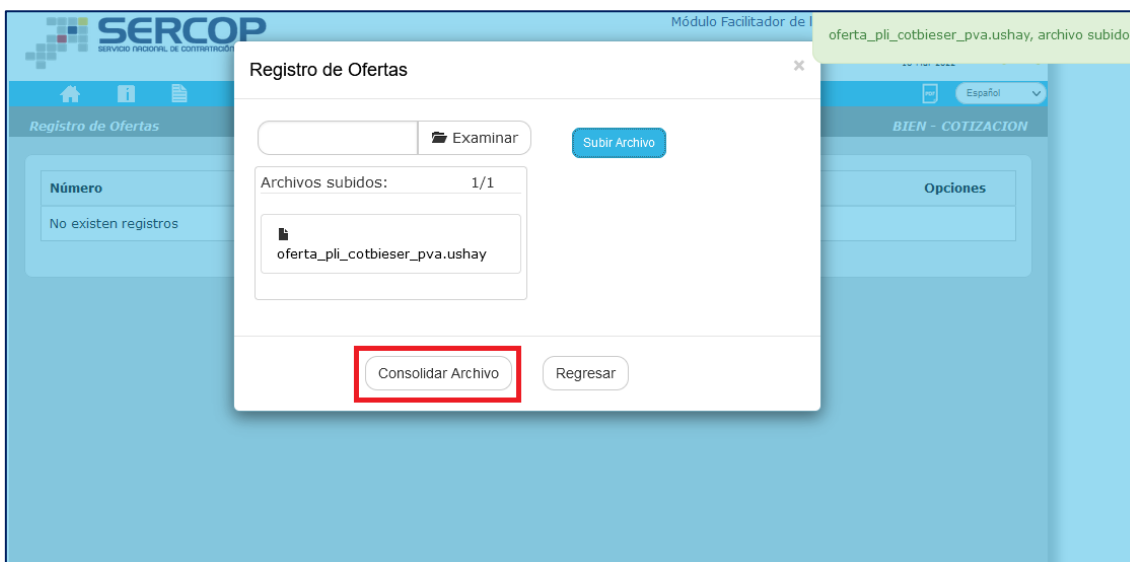 SERCOP
SERVICIO NACIONAL DE CONTRATACIÓN
Módulo Facilitador de l
oferta_pli_cotbieser_pva.ushay, archivo subido
Registro de Ofertas
×
Español
Registro de Ofertas
BIEN - COTIZACION
Examinar
Subir Archivo
Archivos subidos: 1/1
Número
Opciones
No existen registros
oferta_pli_cotbieser_pva.ushay
Consolidar Archivo
Regresar